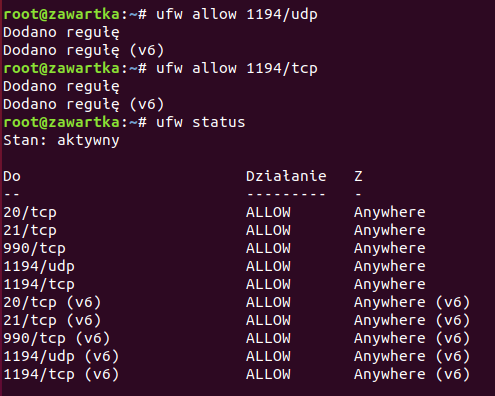 root@zawartka:~# ufw allow 1194/udp
Dodano regułę
Dodano regułę (v6)
root@zawartka:~# ufw allow 1194/tcp
Dodano regułę
Dodano regułę (v6)
root@zawartka:~# ufw status
Stan: aktywny
Do Działanie Z
-- --------- -
20/tcp ALLOW Anywhere
21/tcp ALLOW Anywhere
990/tcp ALLOW Anywhere
1194/udp ALLOW Anywhere
1194/tcp ALLOW Anywhere
20/tcp (v6) ALLOW Anywhere (v6)
21/tcp (v6) ALLOW Anywhere (v6)
990/tcp (v6) ALLOW Anywhere (v6)
1194/udp (v6) ALLOW Anywhere (v6)
1194/tcp (v6) ALLOW Anywhere (v6)